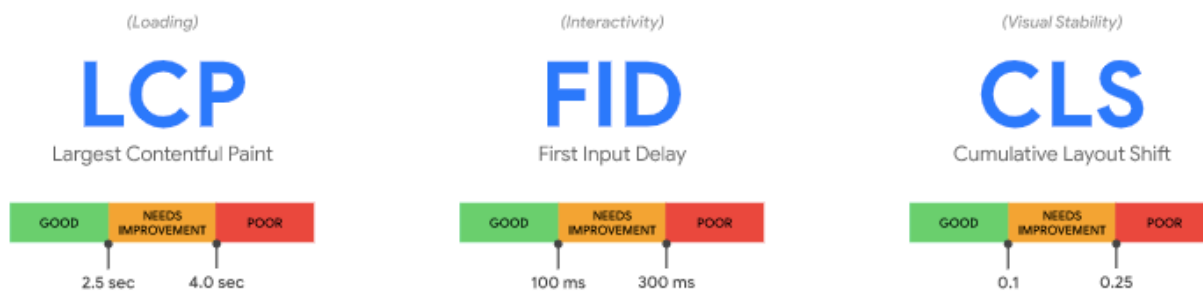 (Loading)
LCP
Largest Contentful Paint
GOOD
NEEDS
IMPROVEMENT
POOR
2.5 sec
4.0 sec
(Interactivity)
FID
First Input Delay
GOOD
NEEDS
IMPROVEMENT
POOR
100 ms
300 ms
(Visual Stability)
CLS
Cumulative Layout Shift
GOOD
NEEDS
IMPROVEMENT
POOR
0.1
0.25